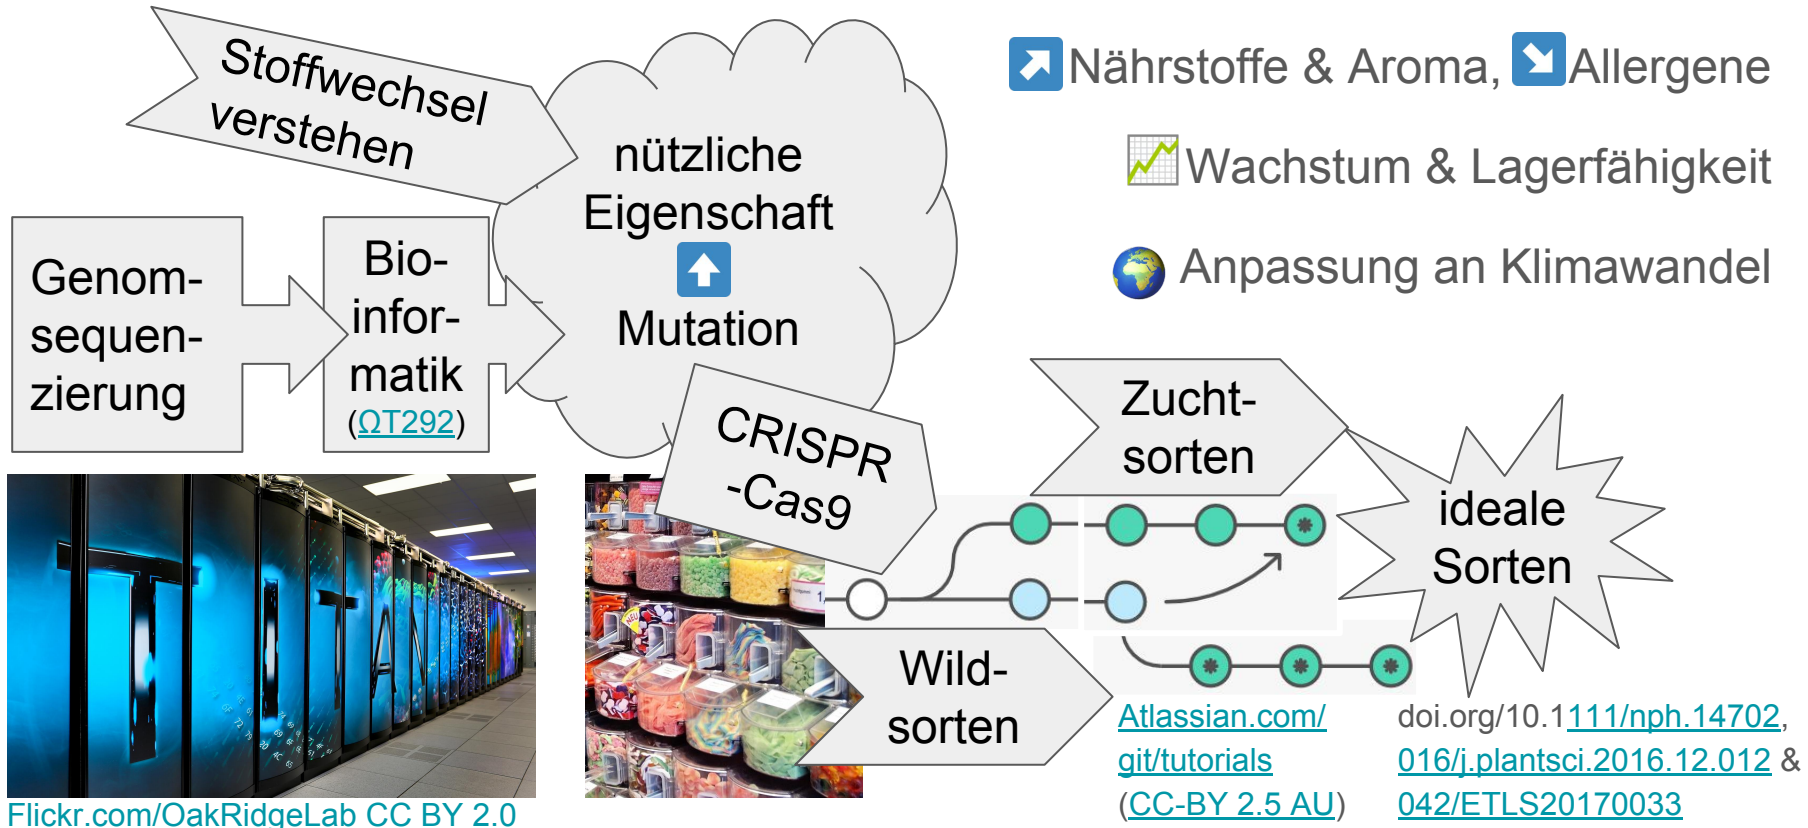 Stoffwechsel
verstehen
nützliche
Eigenschaft
Mutation
Nährstoffe & Aroma, Allergene
Wachstum & Lagerfähigkeit
Anpassung an Klimawandel
Genom-
sequen-
zierung
Bio-
infor-
matik
(ΩT292)
CRISPR
-Cas9
Zucht-
sorten
ideale
Sorten
Wild-
sorten
TITAN
Flickr.com/OakRidgeLab CC BY 2.0
Atlassian.com/
git/tutorials
(CC-BY 2.5 AU)
doi.org/10.1111/nph.14702,
016/j.plantsci.2016.12.012 &
042/ETLS20170033